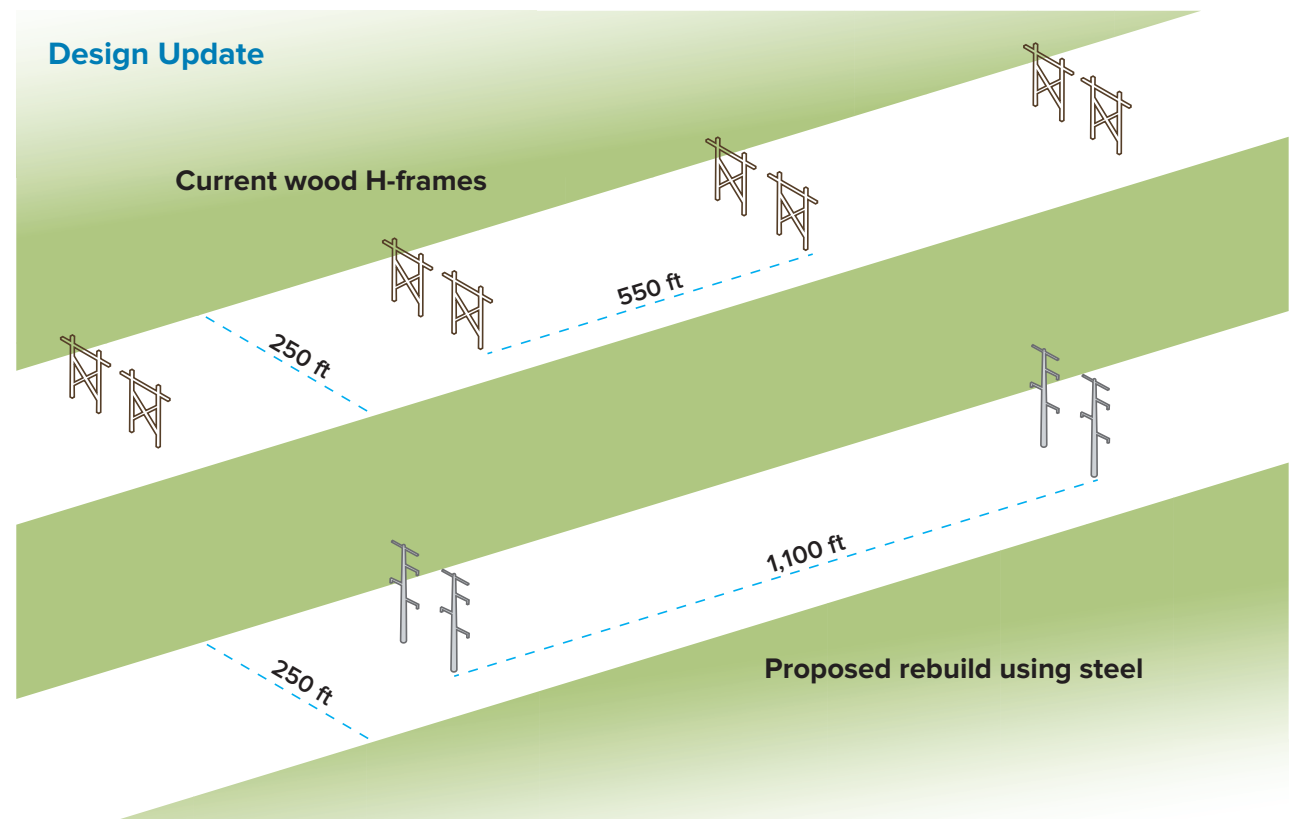 Design Update
Current wood H-frames
550 ft
250 ft
1,100 ft
250 ft
Proposed rebuild using steel